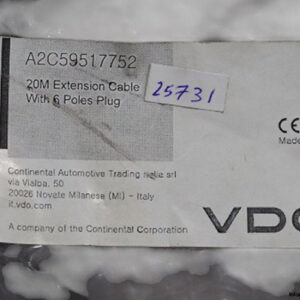 A2C59517752
20M Extension Cable
With 6 Poles Plug
25731
CE
Made
Continental Automotive Trading Italia srl
via Vialba, 50
20026 Novate Milanese (MI) - Italy
it.vdo.com
VDO
A company of the Continental Corporation